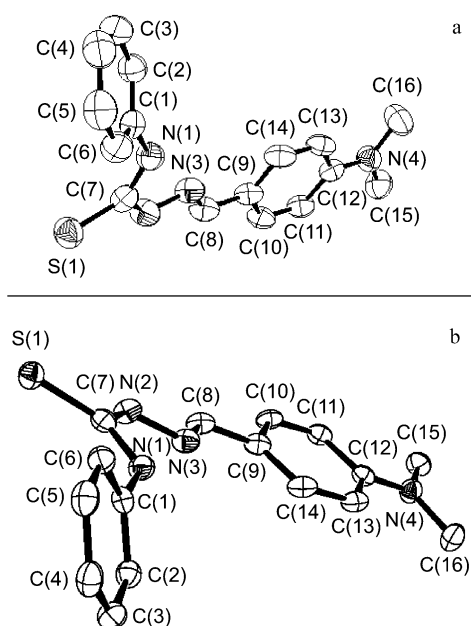 a
C(3)
C(4)
C(2)
C(5)
C(1)
C(16)
C(13)
C(6)
N(1)
C(14)
N(3)
C(9)
N(4)
C(7)
C(12)
C(8)
C(15)
C(11)
C(10)
S(1)
b
S(1)
N(2)
C(8)
C(10)
C(7)
C(11)
C(12)
C(15)
C(6)
N(1)
N(3)
C(9)
C(5)
C(1)
C(14)
N(4)
C(13)
C(16)
C(4)
C(2)
C(3)